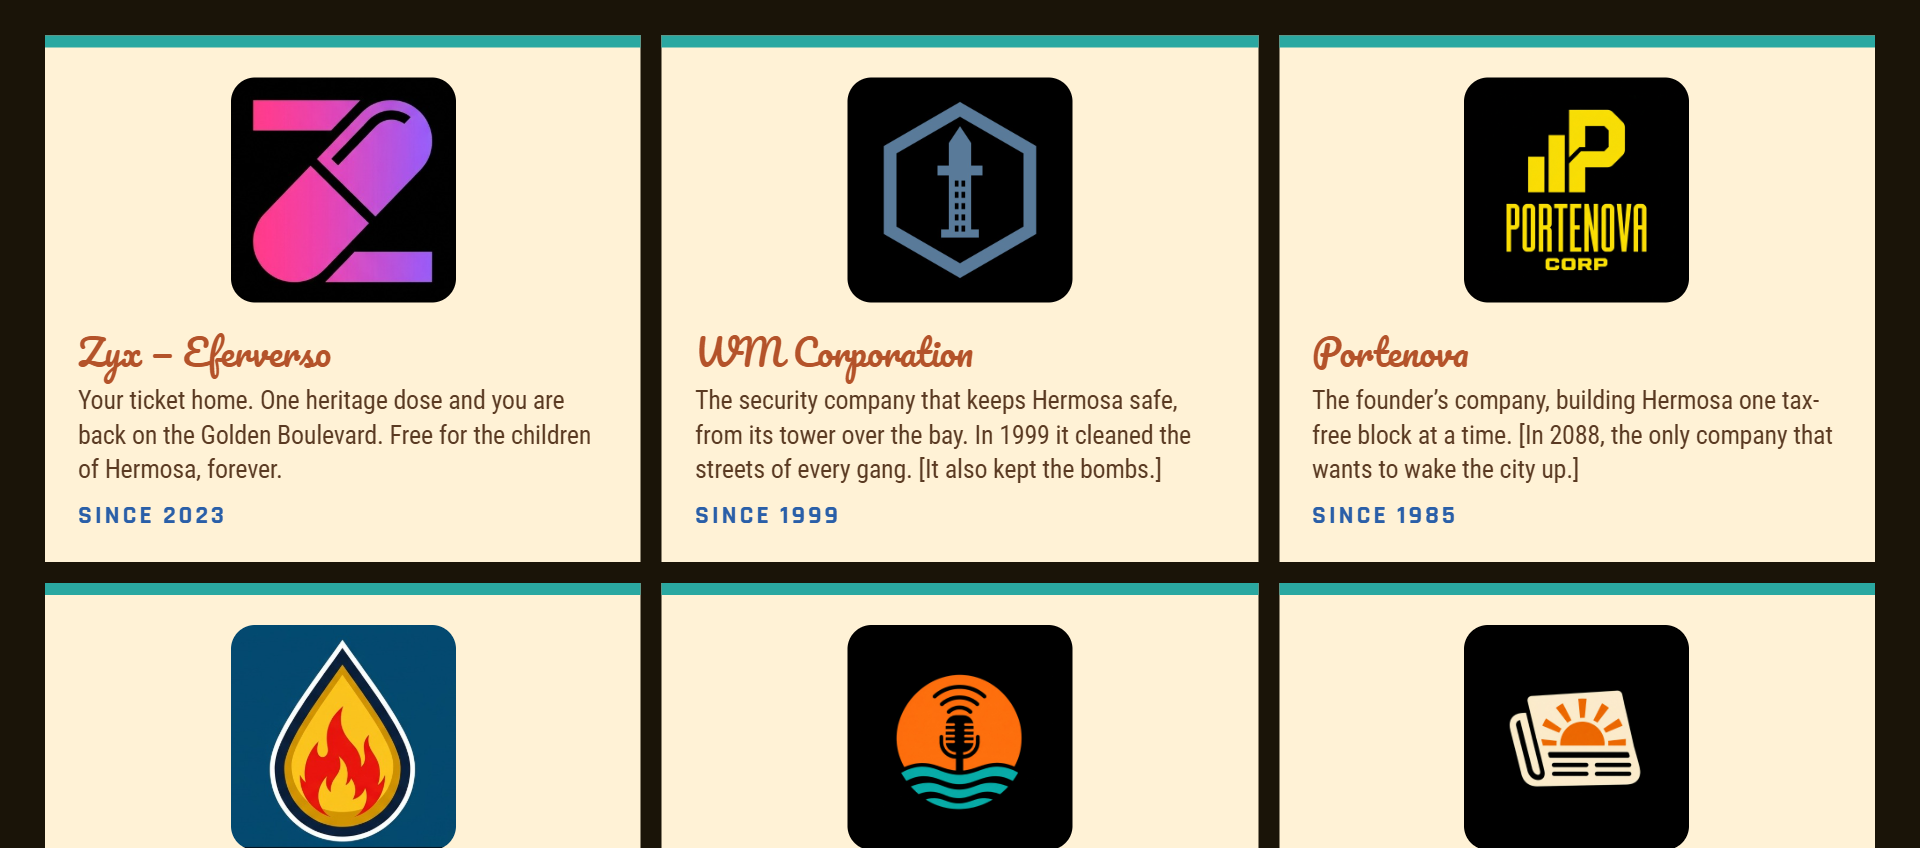 PORTENOVA
CORP
Zyx – Eferverso
Your ticket home. One heritage dose and you are
back on the Golden Boulevard. Free for the children
of Hermosa, forever.
SINCE 2023
WM Corporation
The security company that keeps Hermosa safe,
from its tower over the bay. In 1999 it cleaned the
streets of every gang. [It also kept the bombs.]
SINCE 1999
Portenova
The founder’s company, building Hermosa one tax-
free block at a time. [In 2088, the only company that
wants to wake the city up.]
SINCE 1985